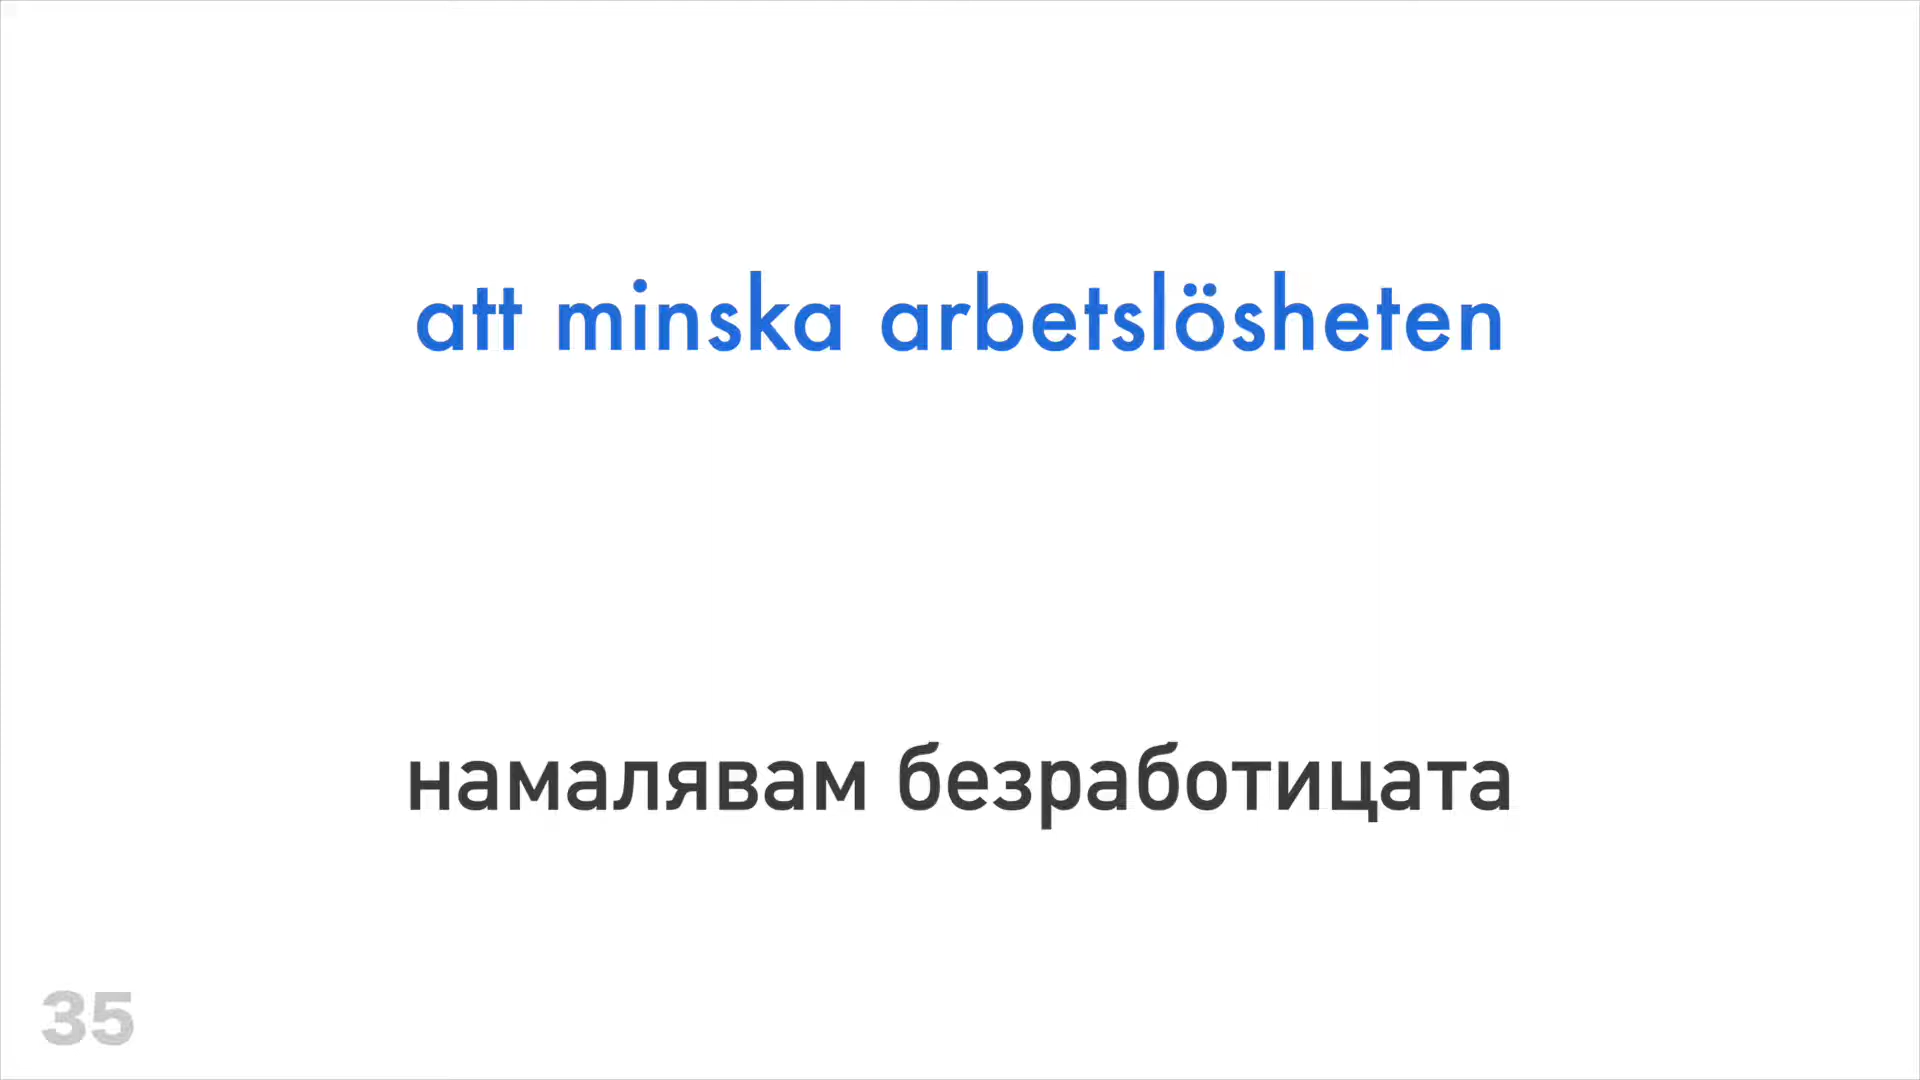 att minska arbetslösheten
намалявам безработицата
35